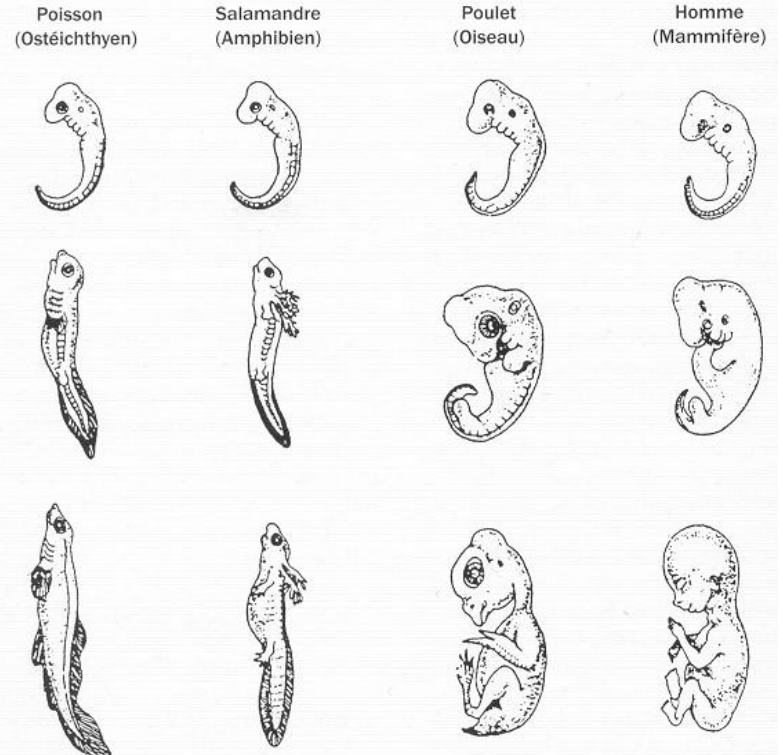 Poisson
(Ostéichthyen)
Salamandre
(Amphibien)
Poulet
(Oiseau)
Homme
(Mammifère)